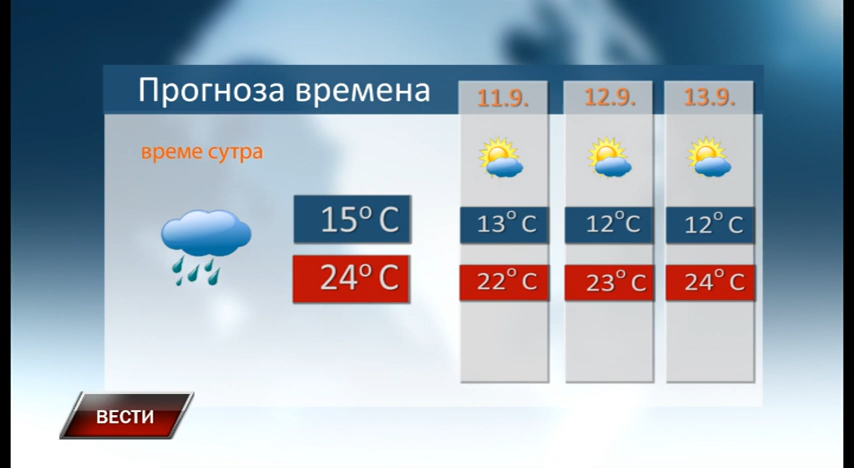 Прогноза времена
11.9.
12.9.
13.9.
време сутра
15° C
24° C
13° C
12°C
12° C
22° C
23° C
24° C
ВЕСТИ